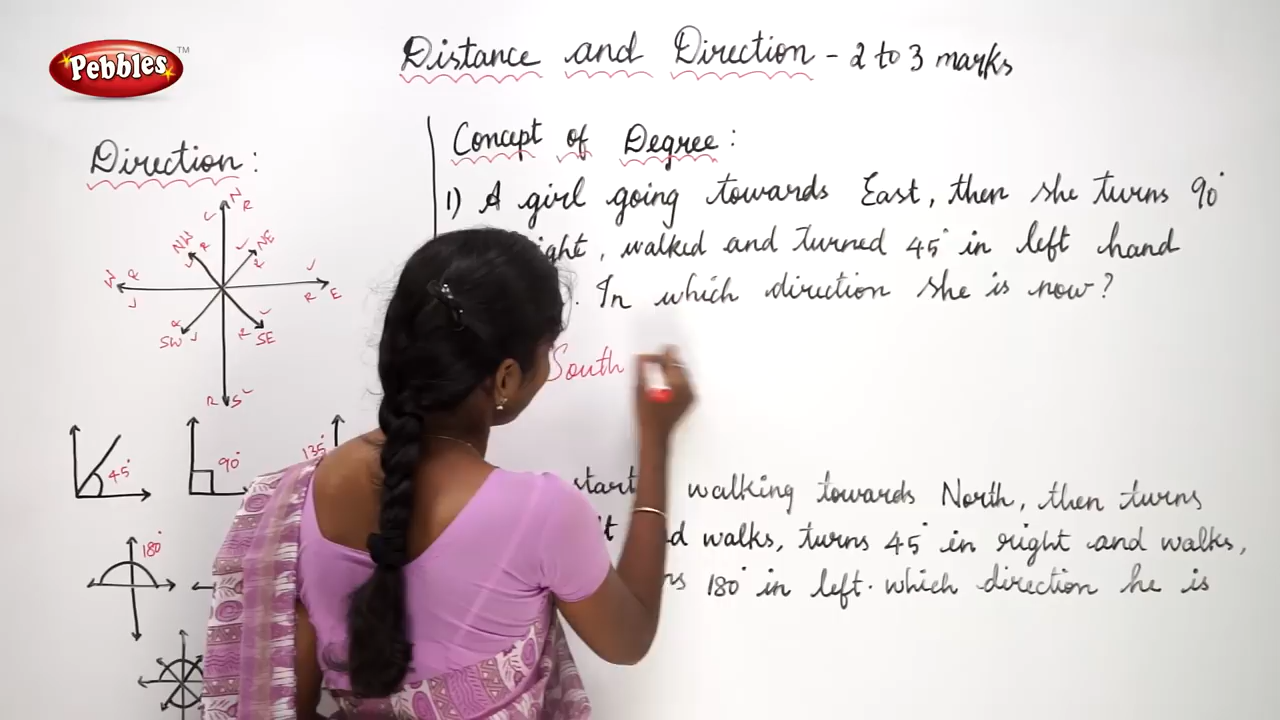 Pebbles TM
Distance and Direction - 2 to 3 marks
Direction:
N
L R
NW R L NE
L R
W R L E
L R
R L
SW L R SE
R S L
45°
90°
135°
180°
Concept of Degree:
1) A girl going towards East, then she turns 90°
walked and turned 45° in left hand
In which direction she is now?
South
walking towards North, then turns
walks, turns 45° in right and walks,
180° in left. which direction he is